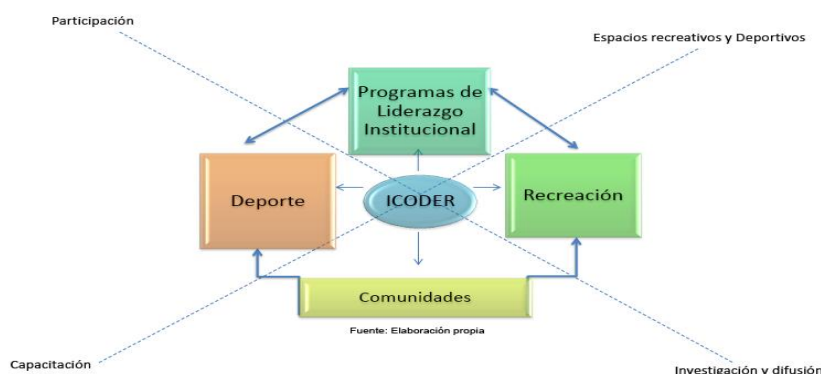 Participación
Espacios recreativos y Deportivos
Programas de
Liderazgo
Institucional
Deporte
ICODER
Recreación
Comunidades
Fuente: Elaboración propia
Capacitación
Investigación y difusión